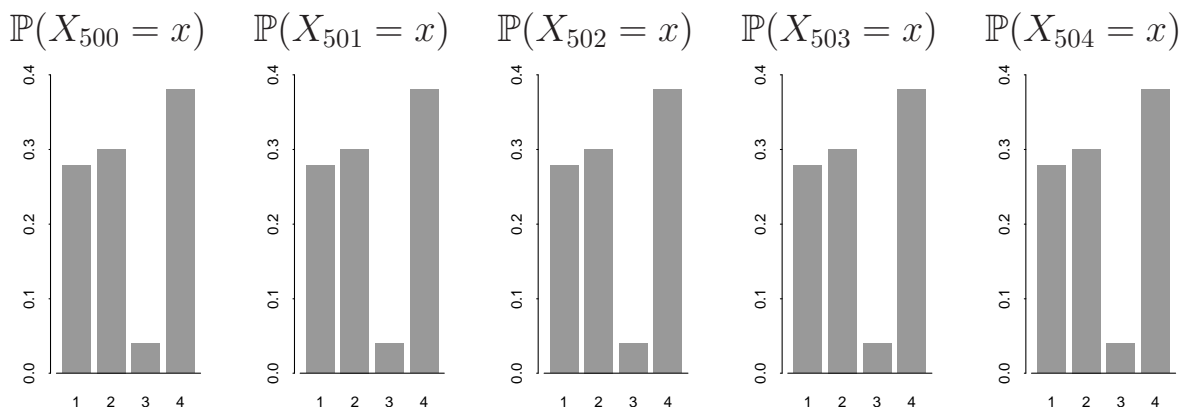 ℙ(X₅₀₀ = x) ℙ(X₅₀₁ = x) ℙ(X₅₀₂ = x) ℙ(X₅₀₃ = x) ℙ(X₅₀₄ = x)
0.4 0.4 0.4 0.4 0.4
0.3 0.3 0.3 0.3 0.3
0.2 0.2 0.2 0.2 0.2
0.1 0.1 0.1 0.1 0.1
0.0 0.0 0.0 0.0 0.0
1 2 3 4 1 2 3 4 1 2 3 4 1 2 3 4 1 2 3 4